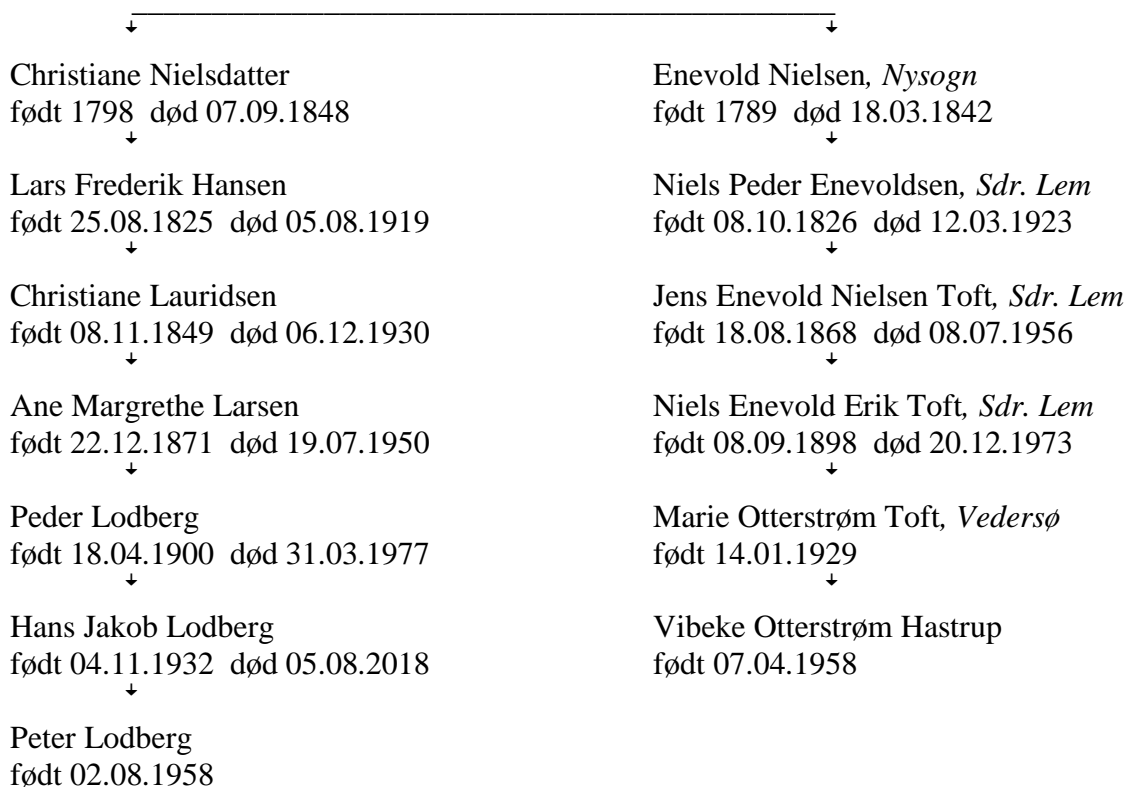 Christiane Nielsdatter
født 1798  død 07.09.1848
Lars Frederik Hansen
født 25.08.1825  død 05.08.1919
Christiane Lauridsen
født 08.11.1849  død 06.12.1930
Ane Margrethe Larsen
født 22.12.1871  død 19.07.1950
Peder Lodberg
født 18.04.1900  død 31.03.1977
Hans Jakob Lodberg
født 04.11.1932  død 05.08.2018
Peter Lodberg
født 02.08.1958
Enevold Nielsen, Nysogn
født 1789  død 18.03.1842
Niels Peder Enevoldsen, Sdr. Lem
født 08.10.1826  død 12.03.1923
Jens Enevold Nielsen Toft, Sdr. Lem
født 18.08.1868  død 08.07.1956
Niels Enevold Erik Toft, Sdr. Lem
født 08.09.1898  død 20.12.1973
Marie Otterstrøm Toft, Vedersø
født 14.01.1929
Vibeke Otterstrøm Hastrup
født 07.04.1958